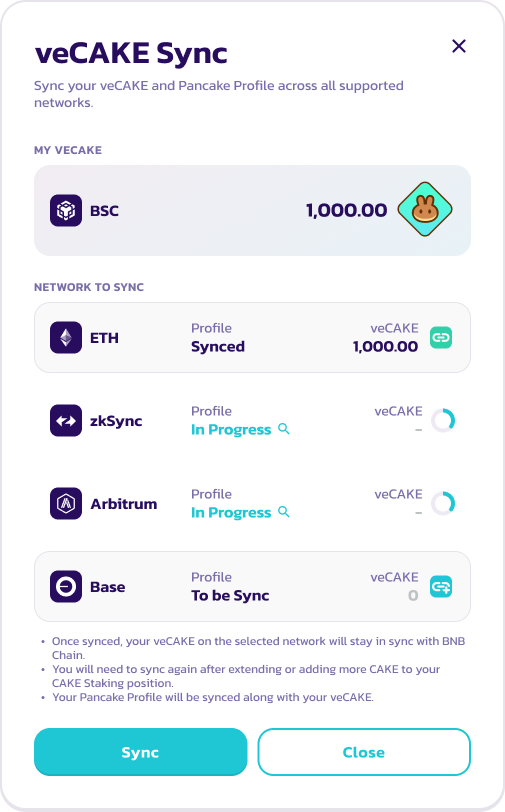 veCAKE Sync
Sync your veCAKE and Pancake Profile across all supported
networks.
MY VECAKE
BSC 1,000.00
NETWORK TO SYNC
Profile veCAKE
ETH Synced 1,000.00
Profile veCAKE
zkSync In Progress –
Profile veCAKE
Arbitrum In Progress –
Profile veCAKE
Base To be Sync 0
• Once synced, your veCAKE on the selected network will stay in sync with BNB
Chain.
• You will need to sync again after extending or adding more CAKE to your
CAKE Staking position.
• Your Pancake Profile will be synced along with your veCAKE.
Sync Close